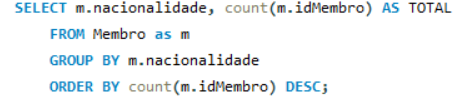 SELECT m.nacionalidade, count(m.idMembro) AS TOTAL
FROM Membro as m
GROUP BY m.nacionalidade
ORDER BY count(m.idMembro) DESC;